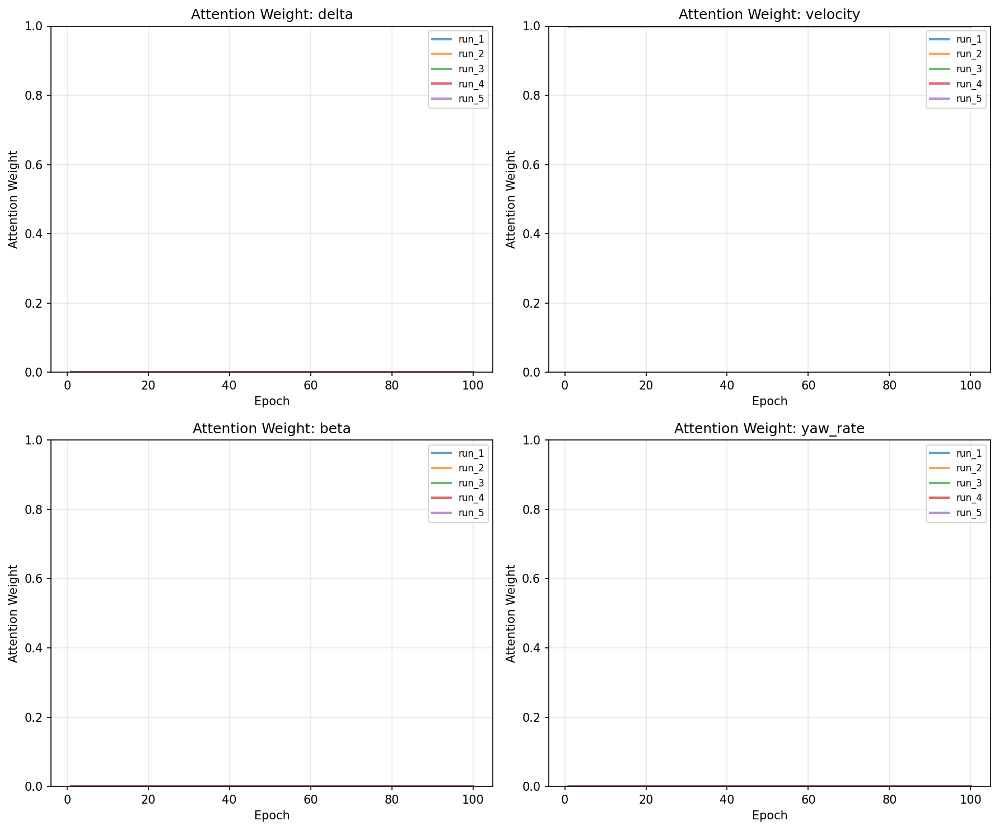 Attention Weight: delta
1.0
0.8
0.6
0.4
0.2
0.0
Attention Weight
0 20 40 60 80 100
Epoch
run_1
run_2
run_3
run_4
run_5
Attention Weight: velocity
1.0
0.8
0.6
0.4
0.2
0.0
Attention Weight
0 20 40 60 80 100
Epoch
run_1
run_2
run_3
run_4
run_5
Attention Weight: beta
1.0
0.8
0.6
0.4
0.2
0.0
Attention Weight
0 20 40 60 80 100
Epoch
run_1
run_2
run_3
run_4
run_5
Attention Weight: yaw_rate
1.0
0.8
0.6
0.4
0.2
0.0
Attention Weight
0 20 40 60 80 100
Epoch
run_1
run_2
run_3
run_4
run_5